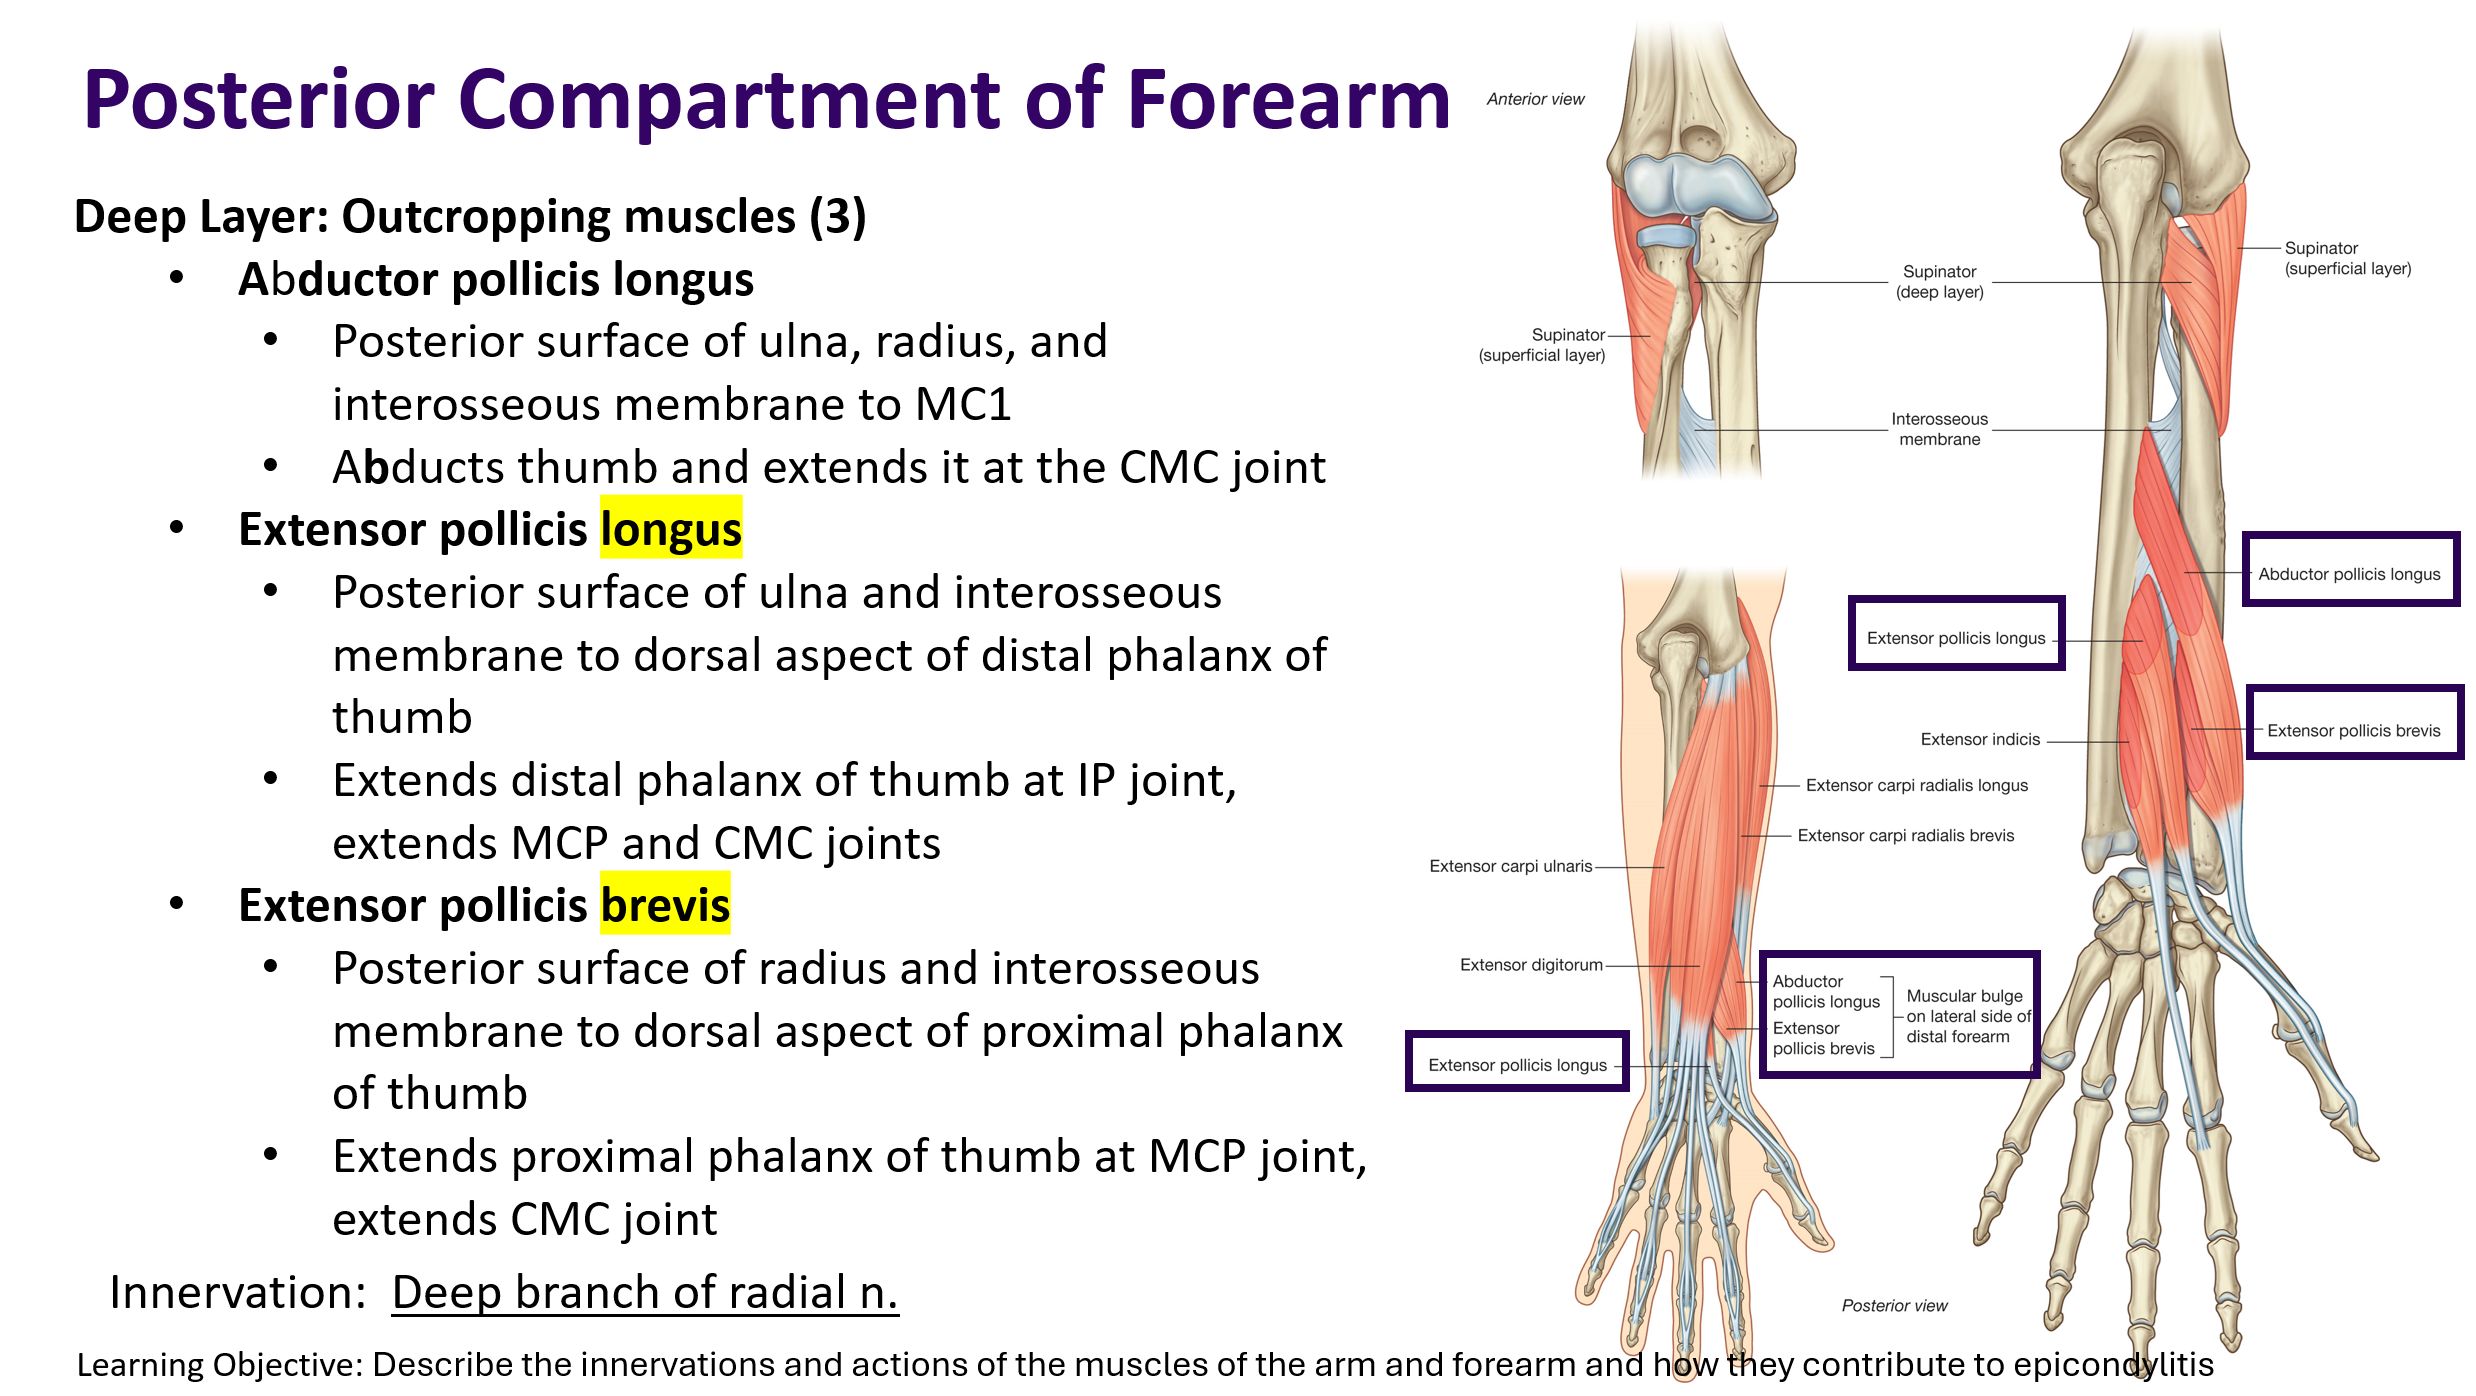 Posterior Compartment of Forearm
Deep Layer: Outcropping muscles (3)
• Abductor pollicis longus
• Posterior surface of ulna, radius, and
interosseous membrane to MC1
• Abducts thumb and extends it at the CMC joint
• Extensor pollicis longus
• Posterior surface of ulna and interosseous
membrane to dorsal aspect of distal phalanx of
thumb
• Extends distal phalanx of thumb at IP joint,
extends MCP and CMC joints
• Extensor pollicis brevis
• Posterior surface of radius and interosseous
membrane to dorsal aspect of proximal phalanx
of thumb
• Extends proximal phalanx of thumb at MCP joint,
extends CMC joint
Innervation: Deep branch of radial n.
Anterior view
Supinator
(superficial layer)
Supinator
(deep layer)
Supinator
(superficial layer)
Interosseous
membrane
Abductor pollicis longus
Extensor pollicis longus
Extensor pollicis brevis
Extensor indicis
Extensor carpi radialis longus
Extensor carpi radialis brevis
Extensor carpi ulnaris
Extensor digitorum
Abductor
pollicis longus
Extensor
pollicis brevis
Muscular bulge
on lateral side of
distal forearm
Extensor pollicis longus
Posterior view
Learning Objective: Describe the innervations and actions of the muscles of the arm and forearm and how they contribute to epicondylitis